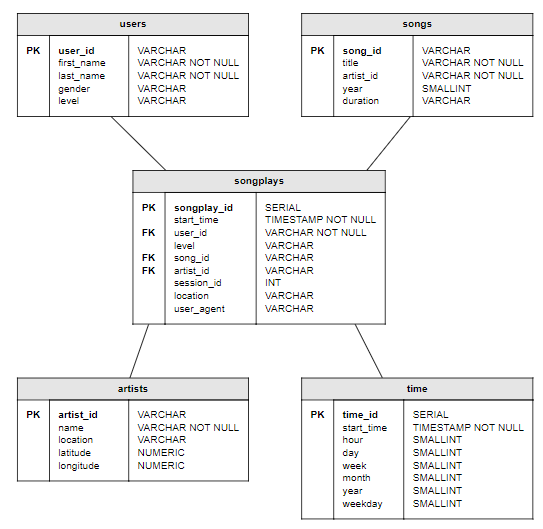 users
PK user_id VARCHAR
first_name VARCHAR NOT NULL
last_name VARCHAR NOT NULL
gender VARCHAR
level VARCHAR
songs
PK song_id VARCHAR
title VARCHAR NOT NULL
artist_id VARCHAR NOT NULL
year SMALLINT
duration VARCHAR
songplays
PK songplay_id SERIAL
start_time TIMESTAMP NOT NULL
FK user_id VARCHAR NOT NULL
level VARCHAR
FK song_id VARCHAR
FK artist_id VARCHAR
session_id INT
location VARCHAR
user_agent VARCHAR
artists
PK artist_id VARCHAR
name VARCHAR NOT NULL
location VARCHAR
latitude NUMERIC
longitude NUMERIC
time
PK time_id SERIAL
start_time TIMESTAMP NOT NULL
hour SMALLINT
day SMALLINT
week SMALLINT
month SMALLINT
year SMALLINT
weekday SMALLINT